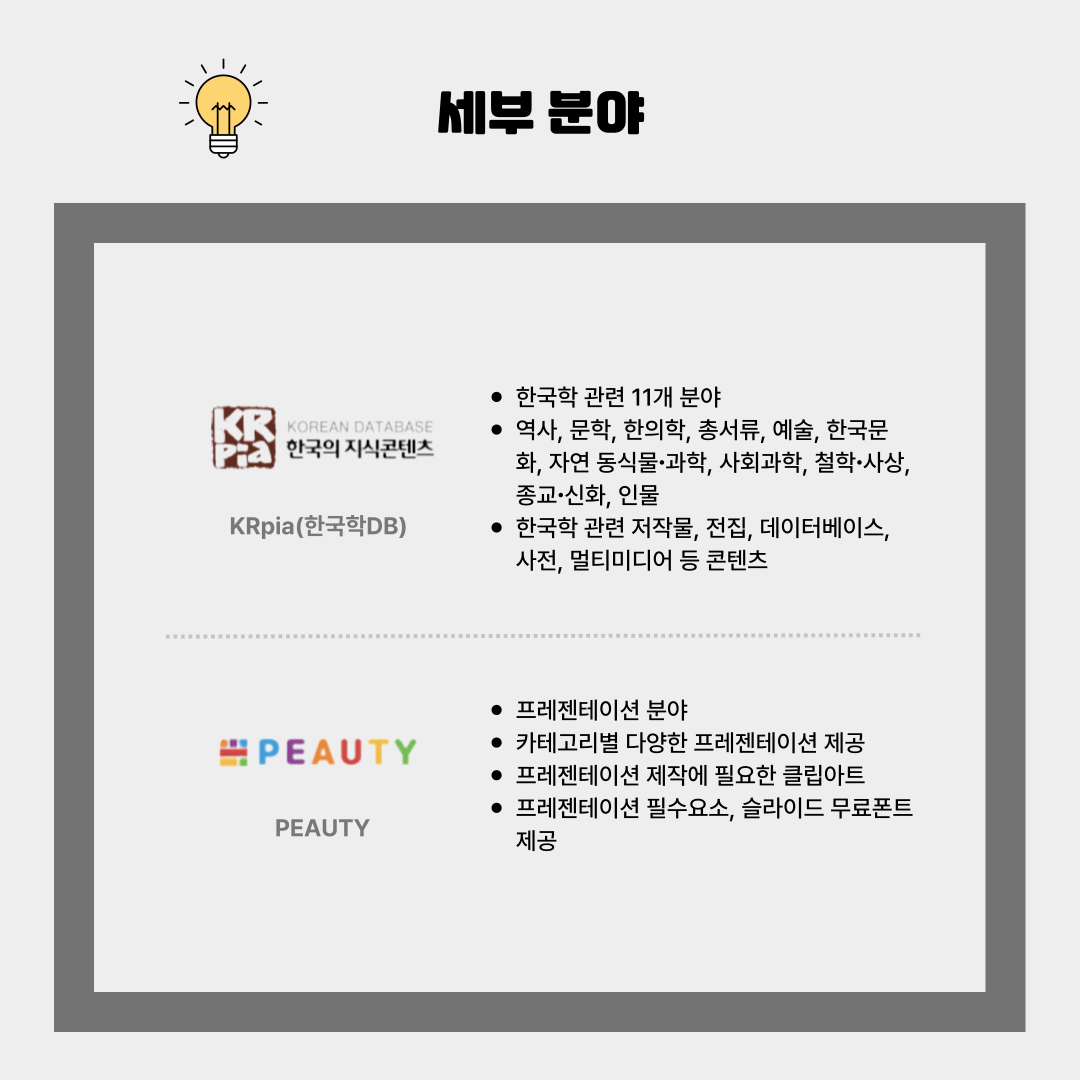 세부 분야
KR
pia
KOREAN DATABASE
한국의 지식콘텐츠
KRpia(한국학DB)
• 한국학 관련 11개 분야
• 역사, 문학, 한의학, 총서류, 예술, 한국문
화, 자연 동식물•과학, 사회과학, 철학•사상,
종교•신화, 인물
• 한국학 관련 저작물, 전집, 데이터베이스,
사전, 멀티미디어 등 콘텐츠
PEAUTY
PEAUTY
• 프레젠테이션 분야
• 카테고리별 다양한 프레젠테이션 제공
• 프레젠테이션 제작에 필요한 클립아트
• 프레젠테이션 필수요소, 슬라이드 무료폰트
제공